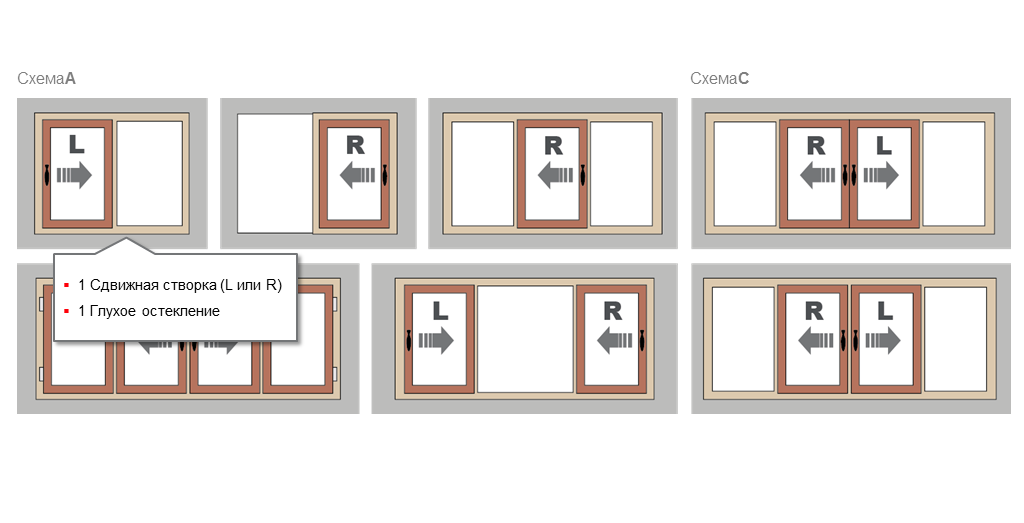 СхемаA
СхемаC
L
R
R
R L
1 Сдвижная створка (L или R)
1 Глухое остекление
L
R
R L